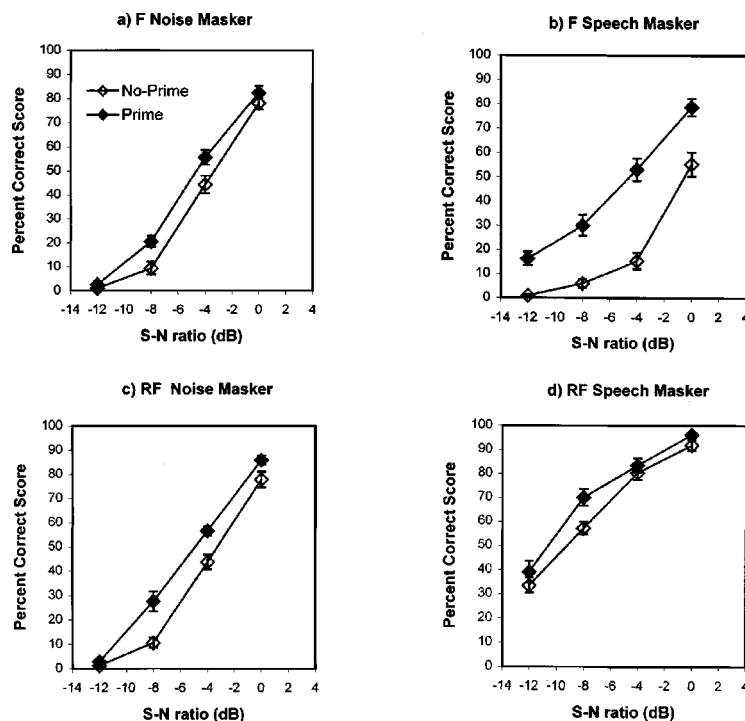 a) F Noise Masker
100
90
80
70
60
50
40
30
20
10
0
Percent Correct Score
No-Prime
Prime
-14 -12 -10 -8 -6 -4 -2 0 2 4
S-N ratio (dB)
b) F Speech Masker
100
90
80
70
60
50
40
30
20
10
0
Percent Correct Score
-14 -12 -10 -8 -6 -4 -2 0 2 4
S-N ratio (dB)
c) RF Noise Masker
100
90
80
70
60
50
40
30
20
10
0
Percent Correct Score
-14 -12 -10 -8 -6 -4 -2 0 2 4
S-N ratio (dB)
d) RF Speech Masker
100
90
80
70
60
50
40
30
20
10
0
Percent Correct Score
-14 -12 -10 -8 -6 -4 -2 0 2 4
S-N ratio (dB)